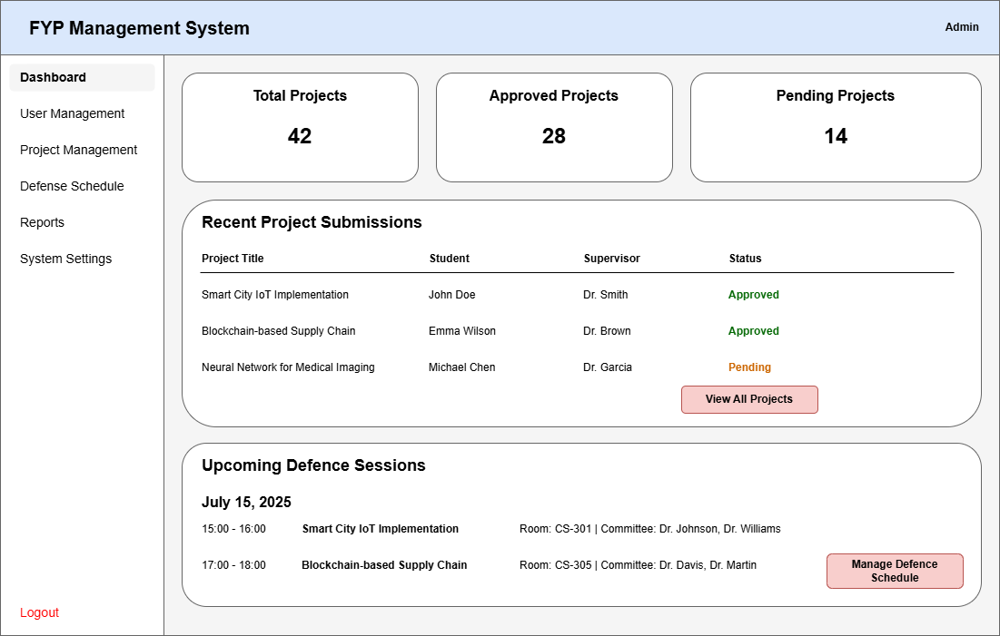 FYP Management System
Admin
Dashboard
User Management
Project Management
Defense Schedule
Reports
System Settings
Logout
Total Projects
42
Approved Projects
28
Pending Projects
14
Recent Project Submissions
Project Title Student Supervisor Status
Smart City IoT Implementation John Doe Dr. Smith Approved
Blockchain-based Supply Chain Emma Wilson Dr. Brown Approved
Neural Network for Medical Imaging Michael Chen Dr. Garcia Pending
View All Projects
Upcoming Defence Sessions
July 15, 2025
15:00 - 16:00 Smart City IoT Implementation Room: CS-301 | Committee: Dr. Johnson, Dr. Williams
17:00 - 18:00 Blockchain-based Supply Chain Room: CS-305 | Committee: Dr. Davis, Dr. Martin
Manage Defence
Schedule